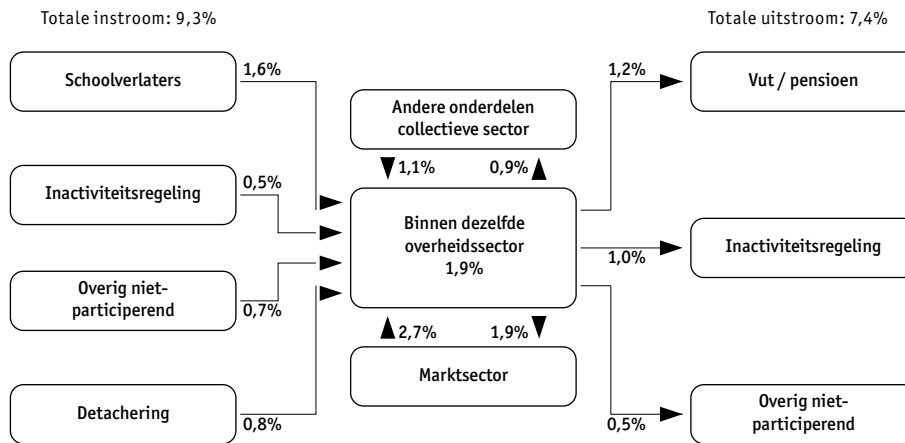 Totale instroom: 9,3%
Totale uitstroom: 7,4%
Schoolverlaters
1,6%
1,2%
Vut / pensioen
Andere onderdelen
collectieve sector
1,1%
0,9%
Inactiviteitsregeling
0,5%
Binnen dezelfde
overheidssector
1,9%
1,0%
Inactiviteitsregeling
Overig niet-
participerend
0,7%
2,7%
1,9%
Marktsector
Detachering
0,8%
0,5%
Overig niet-
participerend